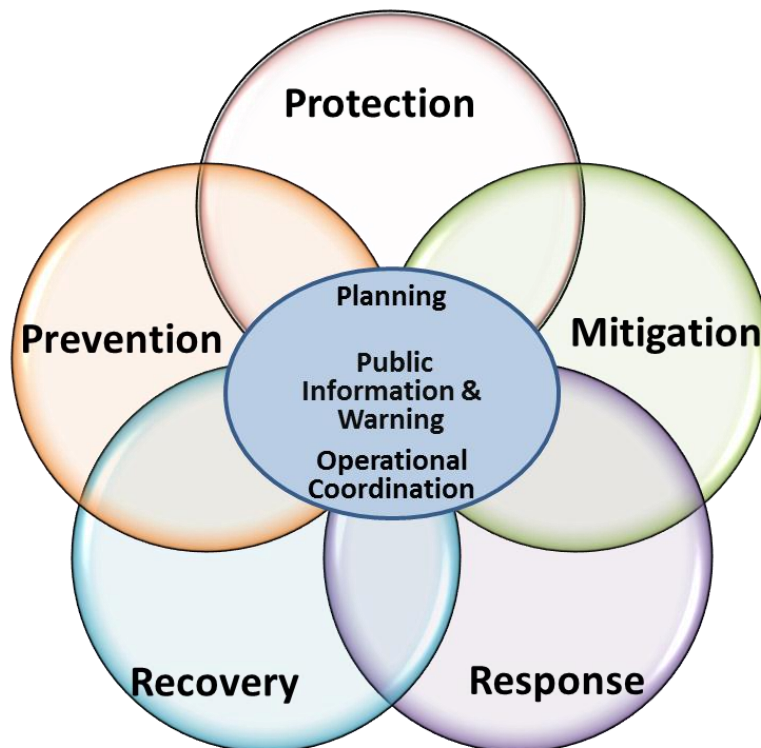 Protection
Planning
Prevention
Mitigation
Public
Information &
Warning
Operational
Coordination
Recovery
Response